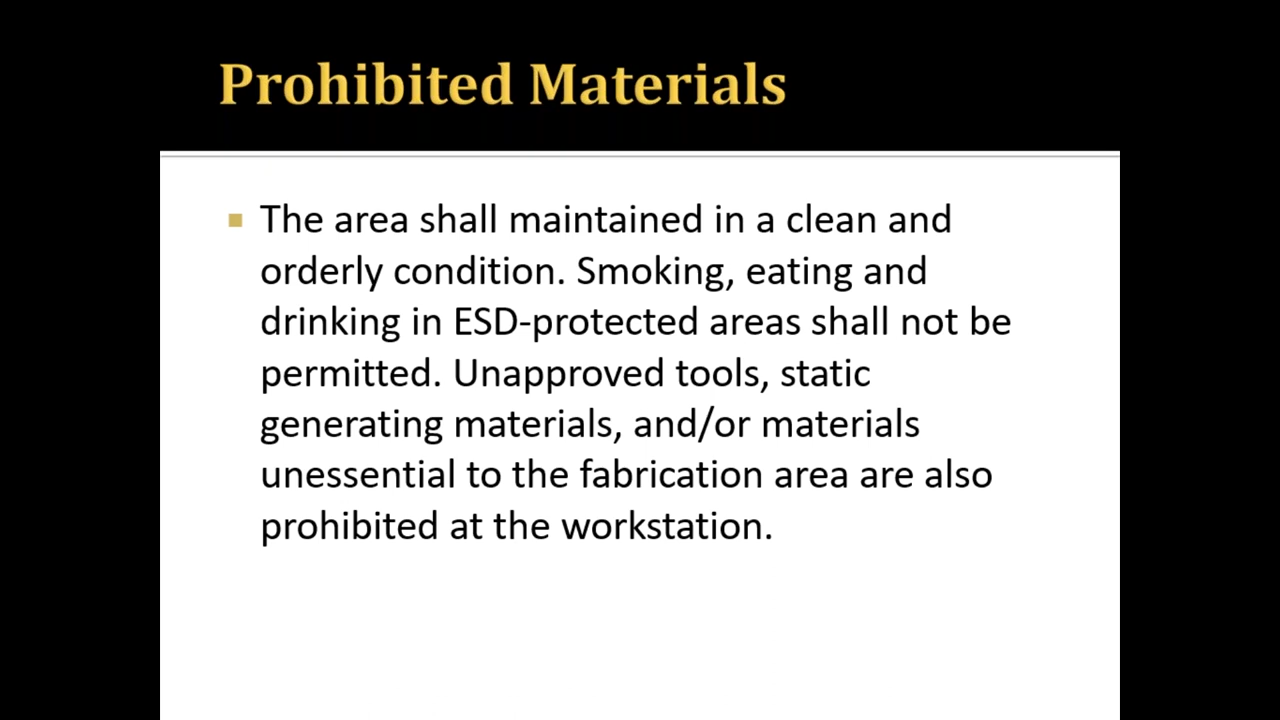 Prohibited Materials
The area shall maintained in a clean and
orderly condition. Smoking, eating and
drinking in ESD-protected areas shall not be
permitted. Unapproved tools, static
generating materials, and/or materials
unessential to the fabrication area are also
prohibited at the workstation.